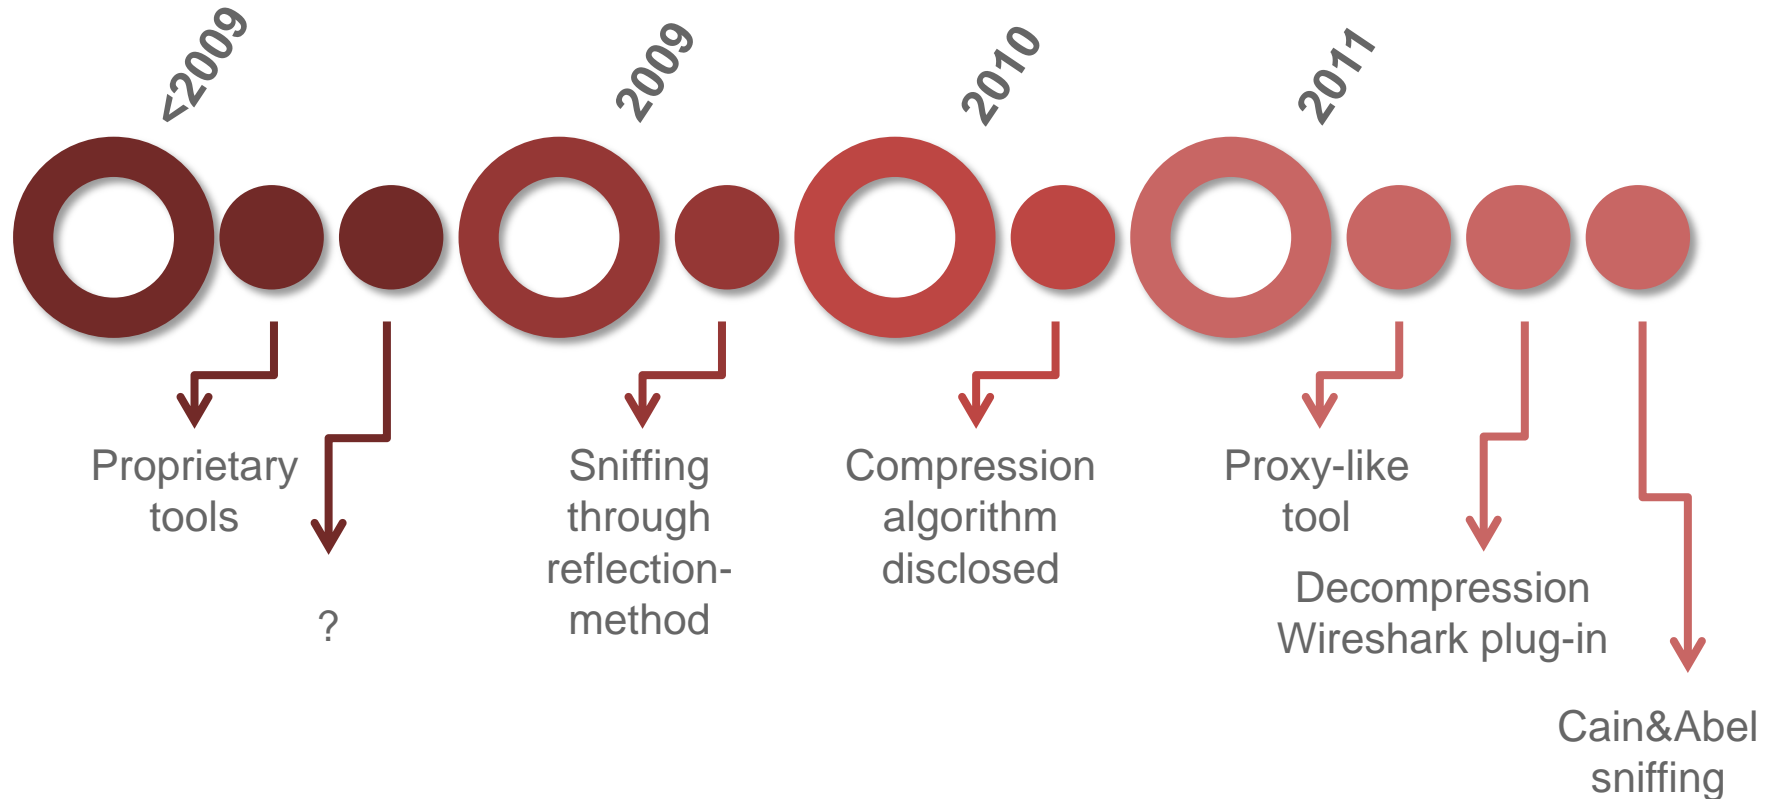 <2009
2009
2010
2011
Proprietary
tools
?
Sniffing
through
reflection-
method
Compression
algorithm
disclosed
Proxy-like
tool
Decompression
Wireshark plug-in
Cain&Abel
sniffing